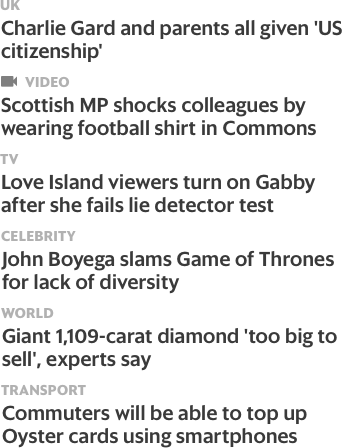 UK
Charlie Gard and parents all given 'US
citizenship'
VIDEO
Scottish MP shocks colleagues by
wearing football shirt in Commons
TV
Love Island viewers turn on Gabby
after she fails lie detector test
CELEBRITY
John Boyega slams Game of Thrones
for lack of diversity
WORLD
Giant 1,109-carat diamond 'too big to
sell', experts say
TRANSPORT
Commuters will be able to top up
Oyster cards using smartphones